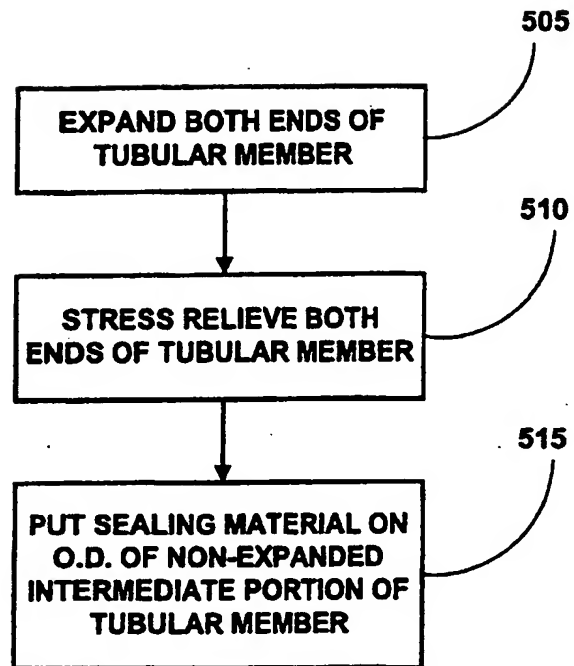 505
EXPAND BOTH ENDS OF
TUBULAR MEMBER
510
STRESS RELIEVE BOTH
ENDS OF TUBULAR MEMBER
515
PUT SEALING MATERIAL ON
O.D. OF NON-EXPANDED
INTERMEDIATE PORTION OF
TUBULAR MEMBER